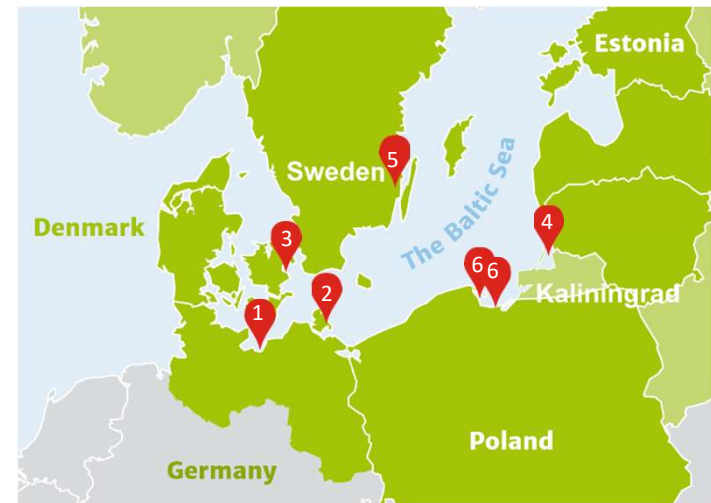 Estonia
5
Sweden
The Baltic Sea
Denmark
3
4
6
6
2
Kaliningrad
1
Poland
Germany